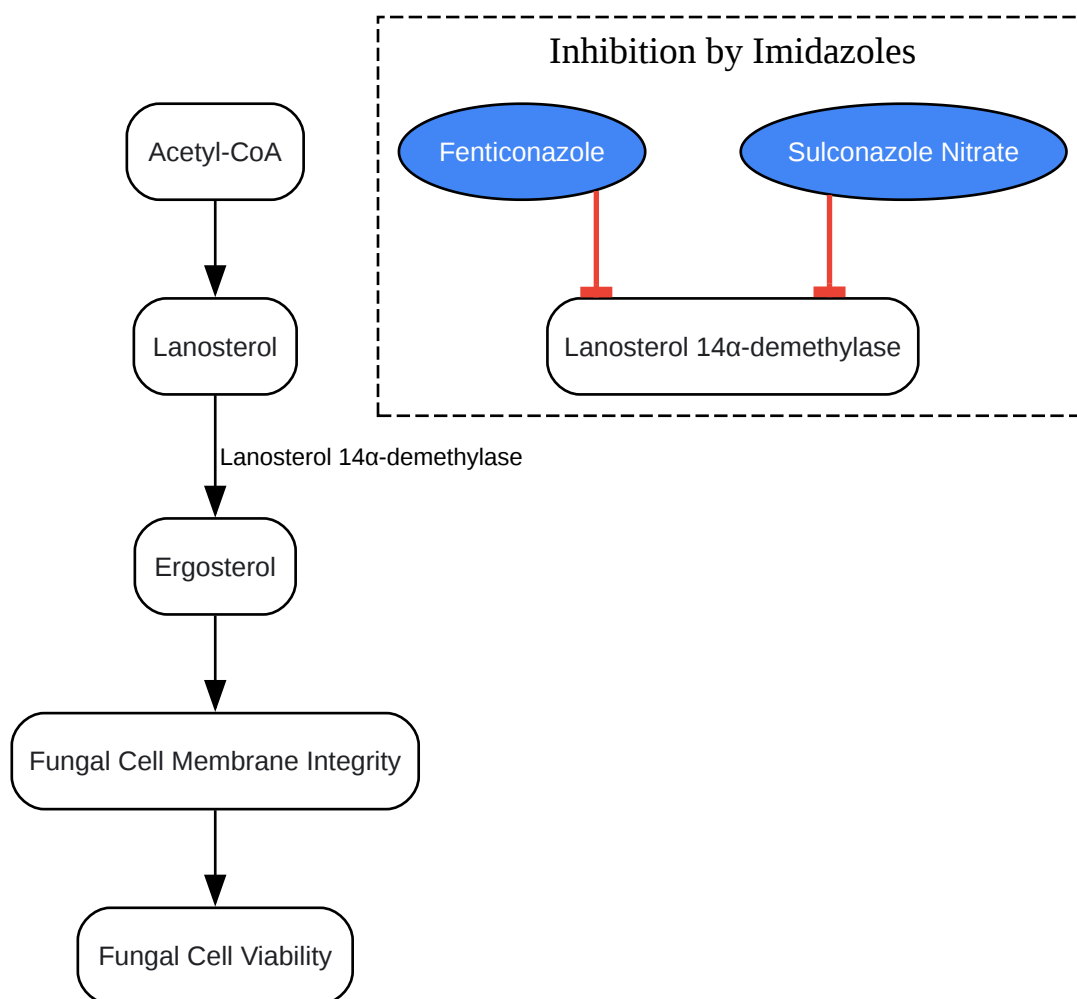 Inhibition by Imidazoles
Acetyl-CoA
Fenticonazole
Sulconazole Nitrate
Lanosterol
Lanosterol 14α-demethylase
Lanosterol 14α-demethylase
Ergosterol
Fungal Cell Membrane Integrity
Fungal Cell Viability